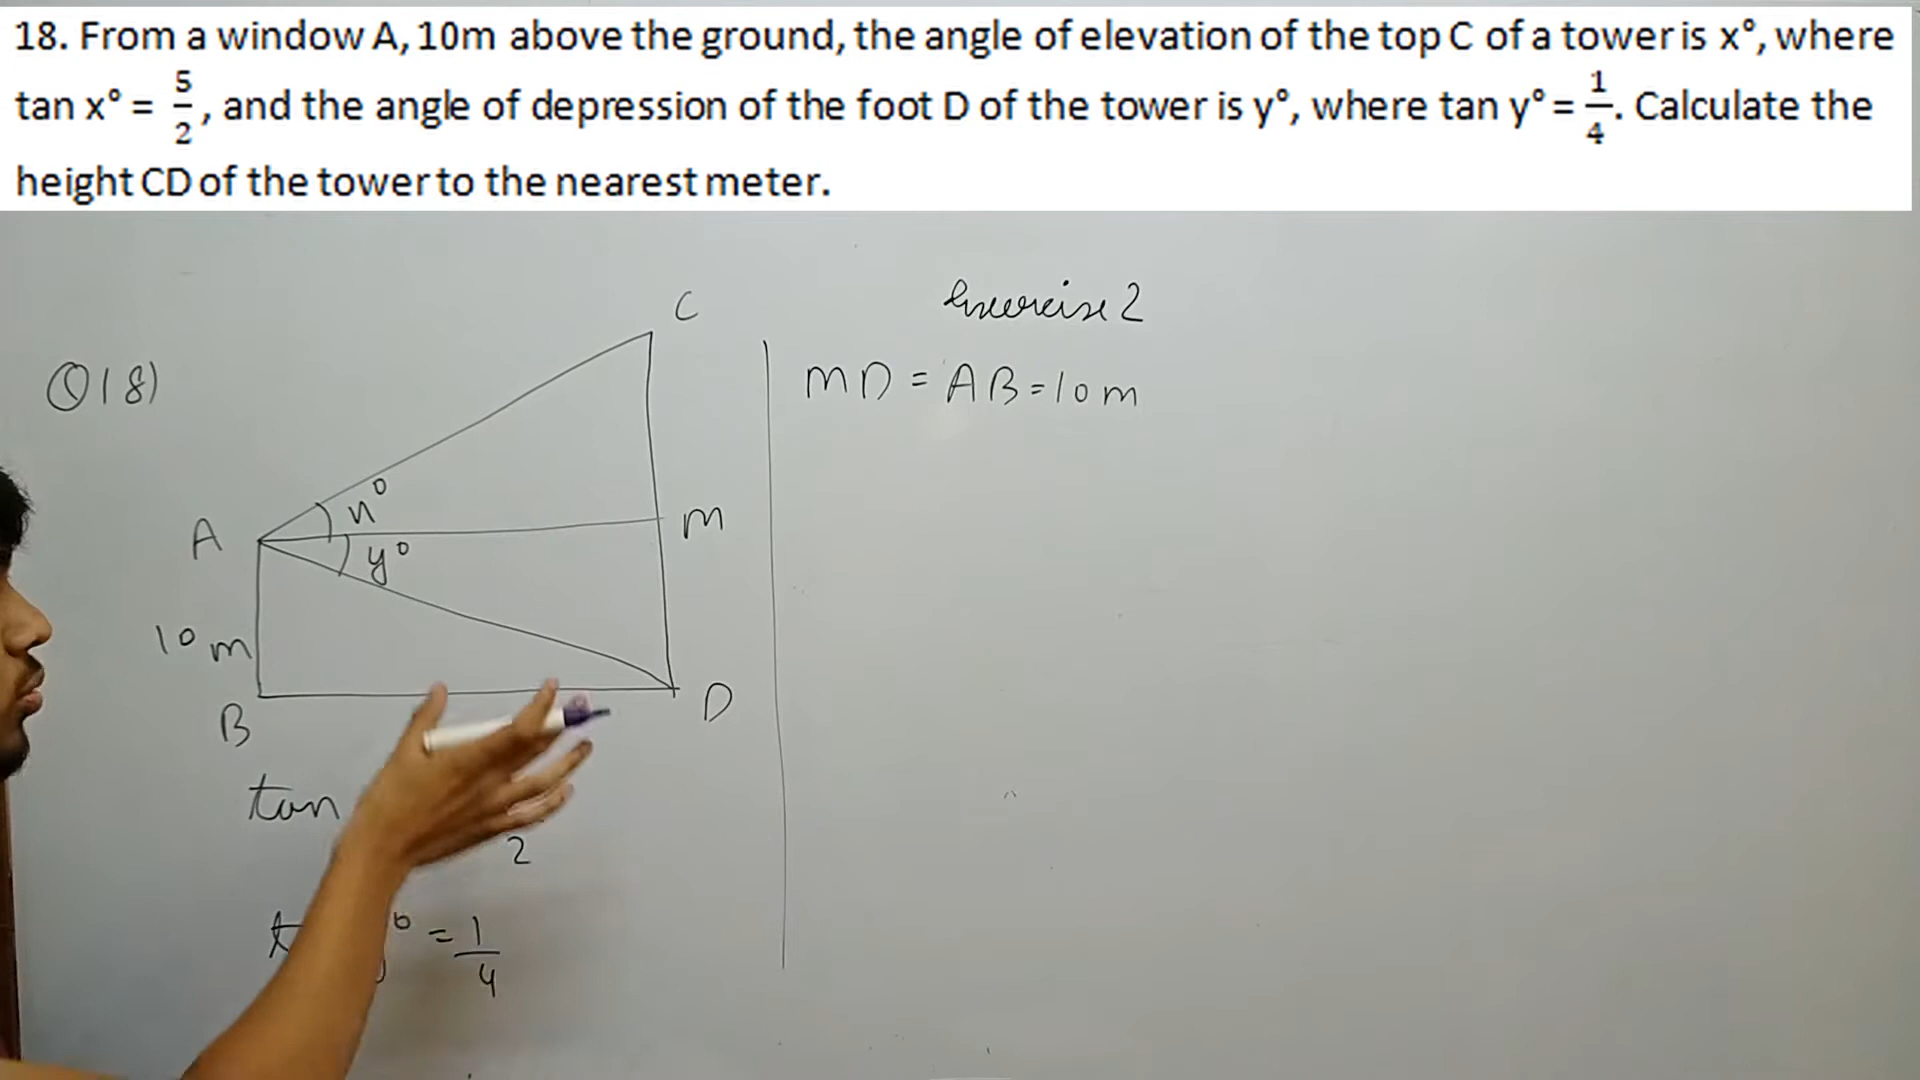 18. From a window A, 10m above the ground, the angle of elevation of the top C of a tower is x°, where
tan x° = 5/2, and the angle of depression of the foot D of the tower is y°, where tan y° = 1/4. Calculate the
height CD of the tower to the nearest meter.
Exercise 2
C
Q18)
MD = AB = 10 m
x°
A
M
y°
10 m
B
D
tan
2
° = 1/4